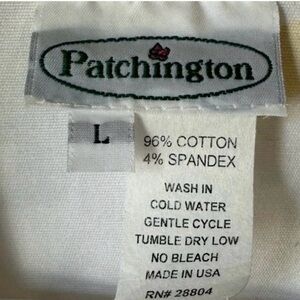 Patchington
L
96% COTTON
4% SPANDEX
WASH IN
COLD WATER
GENTLE CYCLE
TUMBLE DRY LOW
NO BLEACH
MADE IN USA
RN# 28804